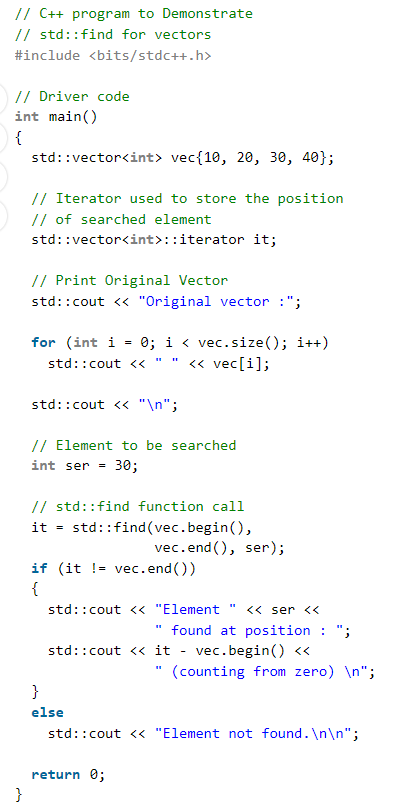 // C++ program to Demonstrate
// std::find for vectors
#include <bits/stdc++.h>

// Driver code
int main()
{
  std::vector<int> vec{10, 20, 30, 40};

  // Iterator used to store the position
  // of searched element
  std::vector<int>::iterator it;

  // Print Original Vector
  std::cout << "Original vector :";

  for (int i = 0; i < vec.size(); i++)
    std::cout << " " << vec[i];

  std::cout << "\n";

  // Element to be searched
  int ser = 30;

  // std::find function call
  it = std::find(vec.begin(),
                 vec.end(), ser);
  if (it != vec.end())
  {
    std::cout << "Element " << ser <<
                 " found at position : ";
    std::cout << it - vec.begin() <<
                 " (counting from zero) \n";
  }
  else
    std::cout << "Element not found.\n\n";

  return 0;
}